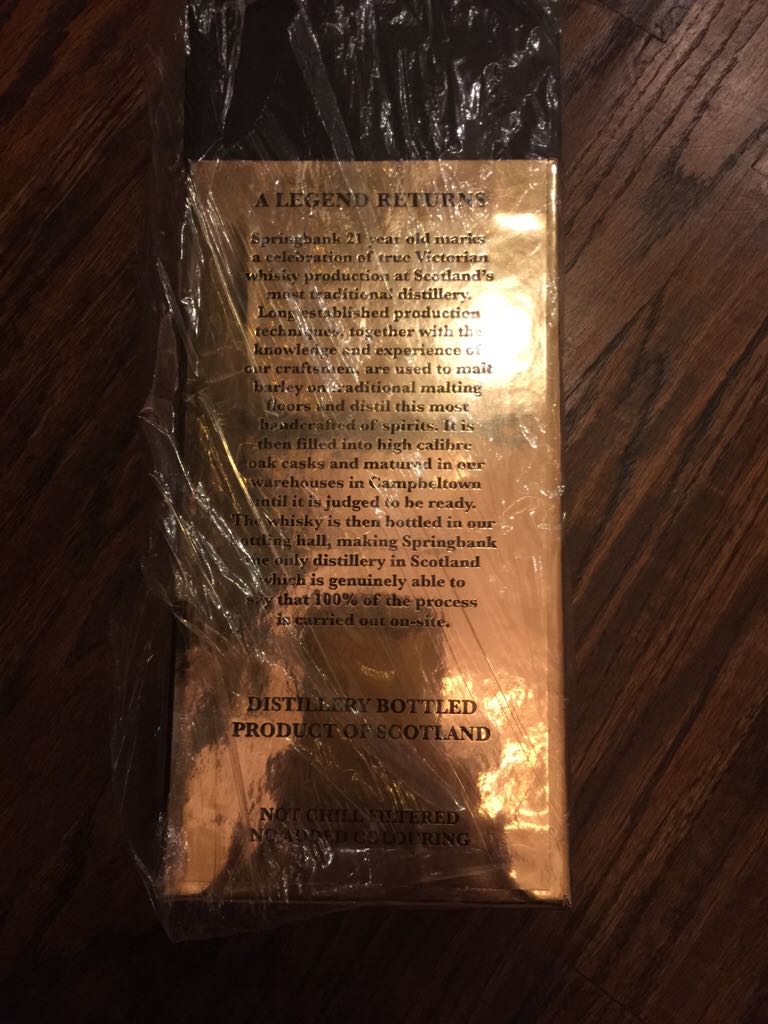 A LEGEND RETURNS
Springbank 21 year old marks
a celebration of true Victorian
whisky production at Scotland's
most traditional distillery.
Long established production
techniques, together with the
knowledge and experience of
our craftsmen, are used to malt
barley on traditional malting
floors and distil this most
handcrafted of spirits. It is
then filled into high calibre
oak casks and matured in our
warehouses in Campbeltown
until it is judged to be ready.
The whisky is then bottled in our
bottling hall, making Springbank
the only distillery in Scotland
which is genuinely able to
say that 100% of the process
is carried out on-site.
DISTILLERY BOTTLED
PRODUCT OF SCOTLAND
NOT CHILL FILTERED
NO ADDED COLOURING